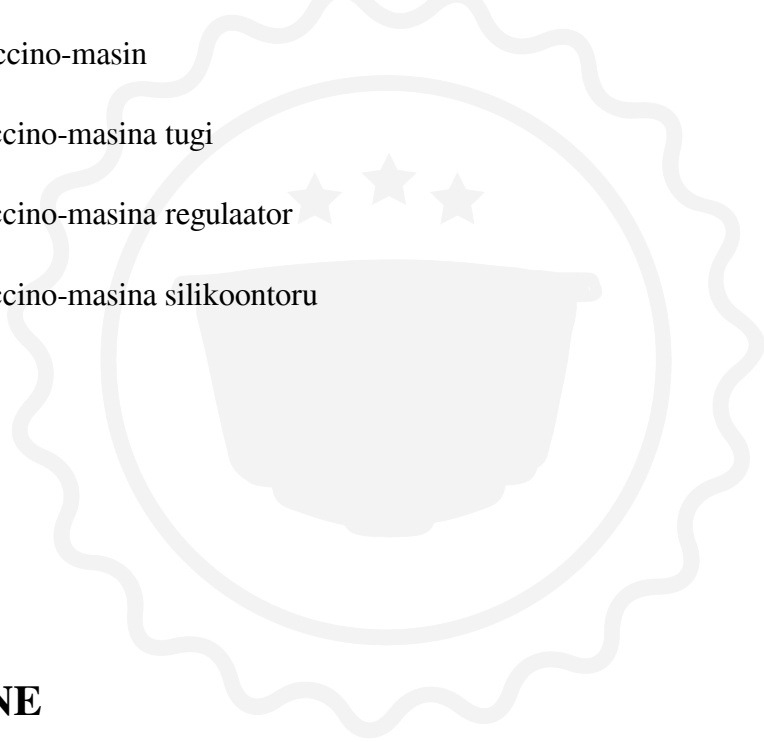 ccino-masin
ccino-masina tugi
ccino-masina regulaator
ccino-masina silikoontoru
NE